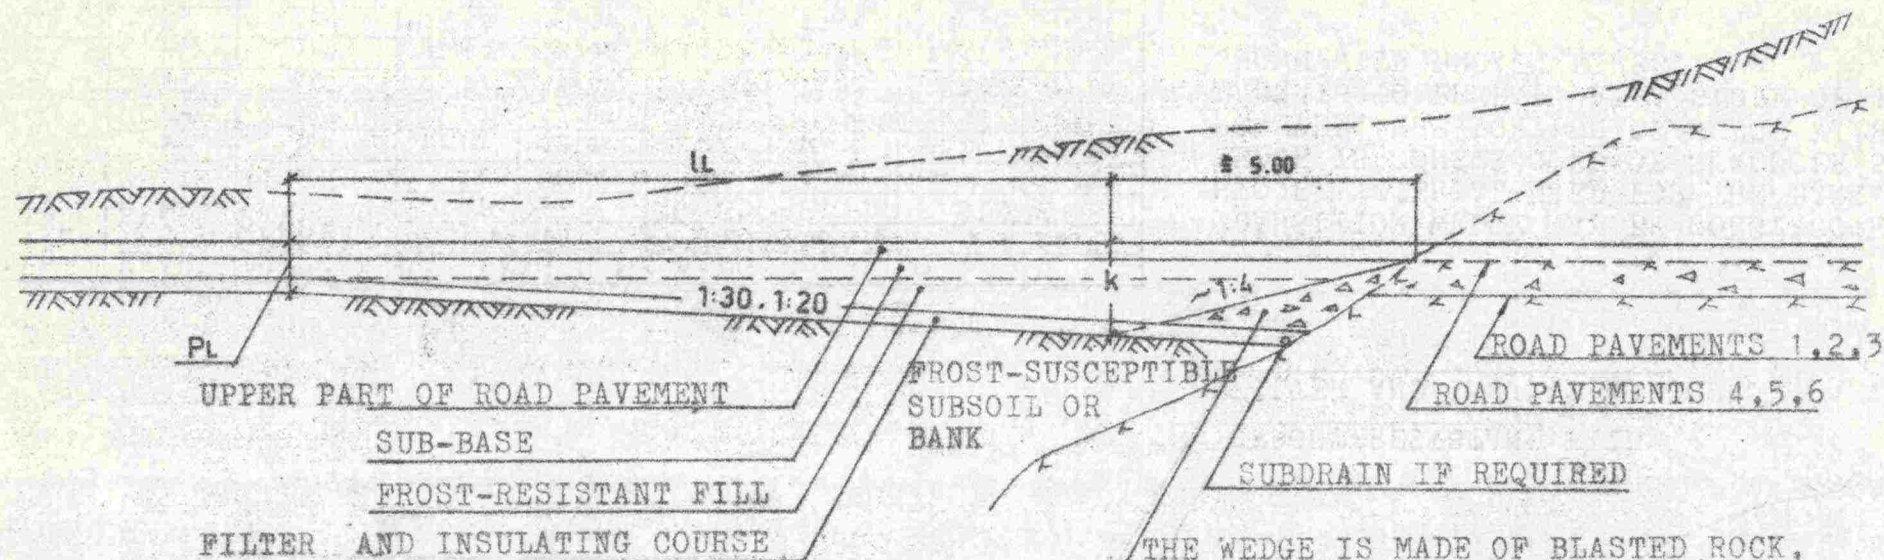 lL
≧ 5.00
k
1:4
1:30, 1:20
PL
ROAD PAVEMENTS 1,2,3
UPPER PART OF ROAD PAVEMENT
FROST-SUSCEPTIBLE
SUBSOIL OR
BANK
ROAD PAVEMENTS 4,5,6
SUB-BASE
SUBDRAIN IF REQUIRED
FROST-RESISTANT FILL
FILTER AND INSULATING COURSE
THE WEDGE IS MADE OF BLASTED ROCK,